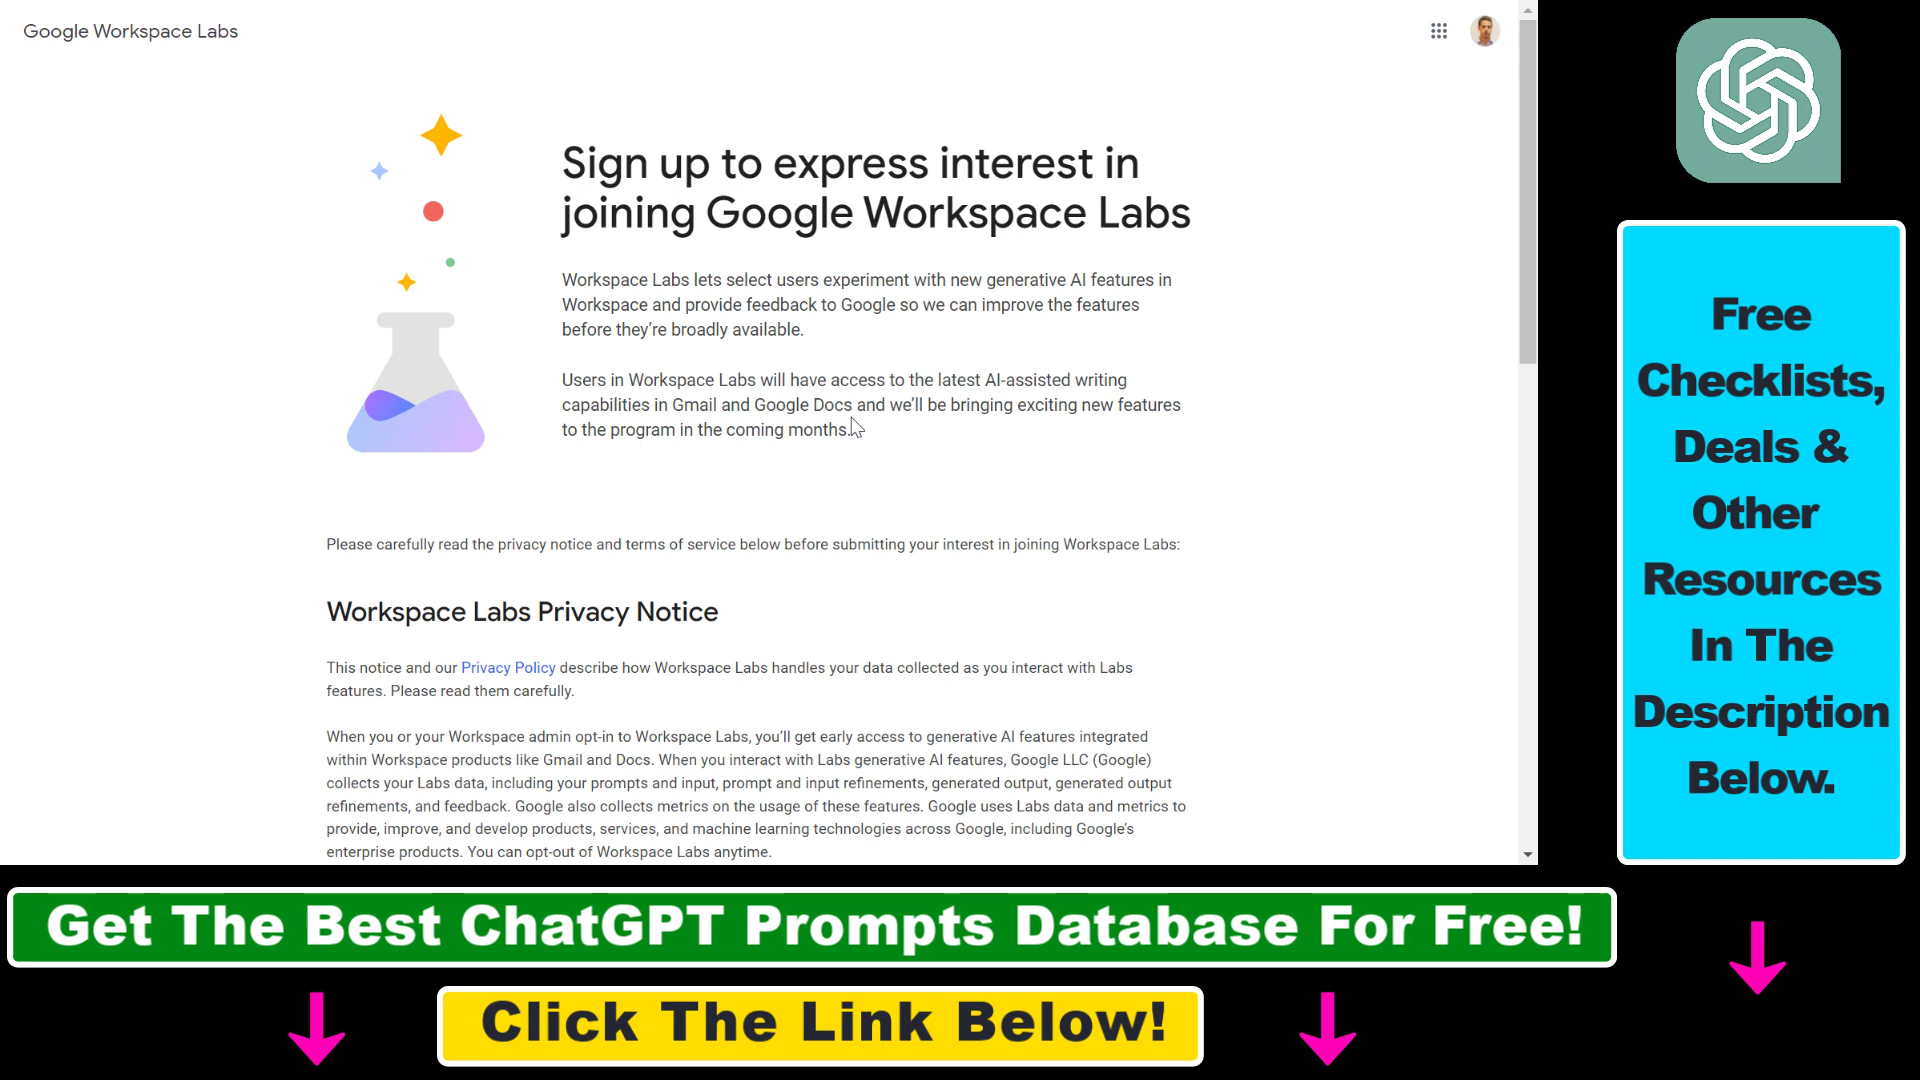 Google Workspace Labs
Sign up to express interest in
joining Google Workspace Labs
Workspace Labs lets select users experiment with new generative AI features in
Workspace and provide feedback to Google so we can improve the features
before they’re broadly available.
Users in Workspace Labs will have access to the latest AI-assisted writing
capabilities in Gmail and Google Docs and we’ll be bringing exciting new features
to the program in the coming months.
Please carefully read the privacy notice and terms of service below before submitting your interest in joining Workspace Labs:
Workspace Labs Privacy Notice
This notice and our Privacy Policy describe how Workspace Labs handles your data collected as you interact with Labs
features. Please read them carefully.
When you or your Workspace admin opt-in to Workspace Labs, you’ll get early access to generative AI features integrated
within Workspace products like Gmail and Docs. When you interact with Labs generative AI features, Google LLC (Google)
collects your Labs data, including your prompts and input, prompt and input refinements, generated output, generated output
refinements, and feedback. Google also collects metrics on the usage of these features. Google uses Labs data and metrics to
provide, improve, and develop products, services, and machine learning technologies across Google, including Google’s
enterprise products. You can opt-out of Workspace Labs anytime.
Free
Checklists,
Deals &
Other
Resources
In The
Description
Below.
Get The Best ChatGPT Prompts Database For Free!
Click The Link Below!